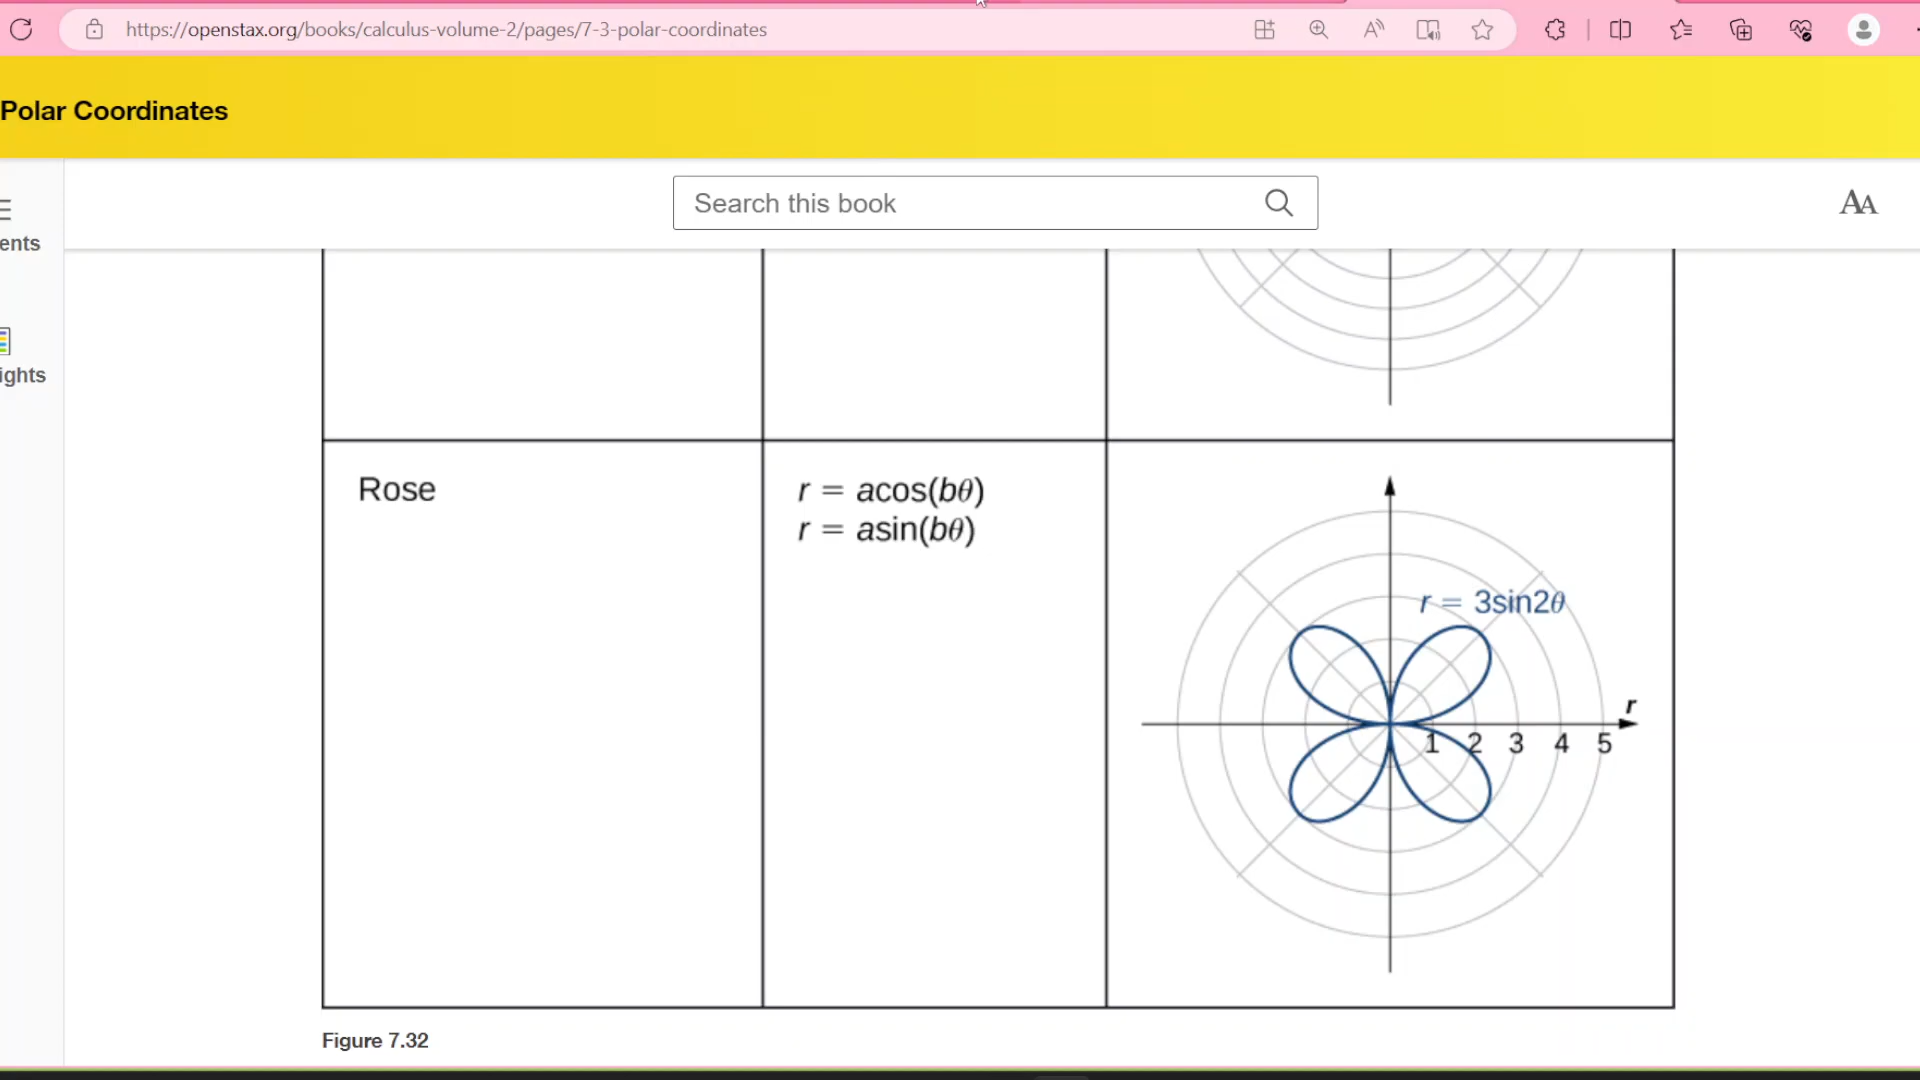 https://openstax.org/books/calculus-volume-2/pages/7-3-polar-coordinates
Polar Coordinates
Search this book
AA
ents
ights
Rose
r = acos(bθ)
r = asin(bθ)
r = 3sin2θ
r
1 2 3 4 5
Figure 7.32